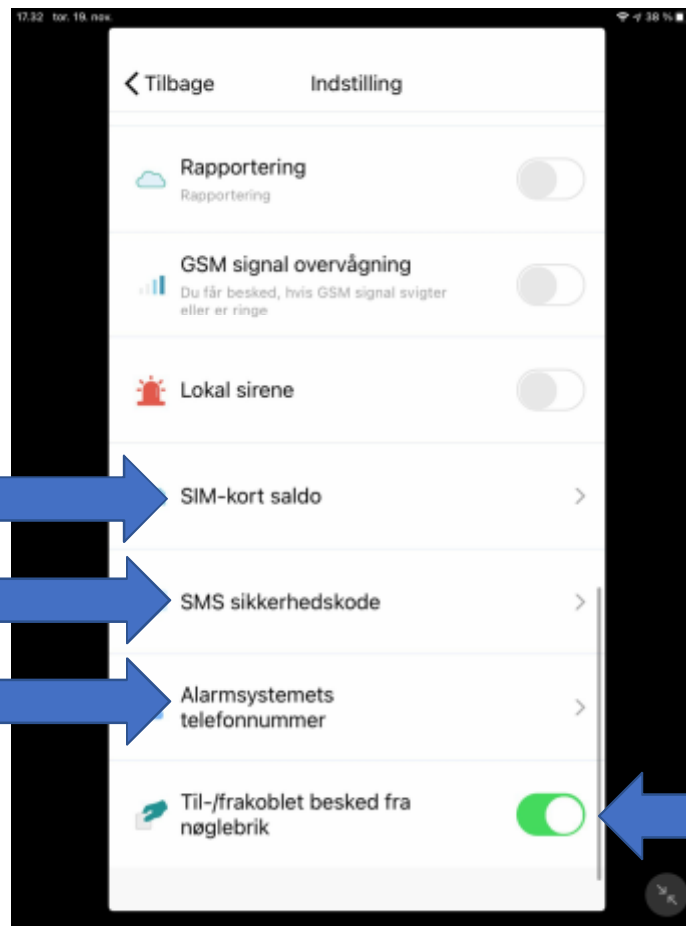 17.32 tor. 19. nov.
38 %
Tilbage
Indstilling
Rapportering
Rapportering
GSM signal overvågning
Du får besked, hvis GSM signal svigter
eller er ringe
Lokal sirene
SIM-kort saldo
SMS sikkerhedskode
Alarmsystemets
telefonnummer
Til-/frakoblet besked fra
nøglebrik